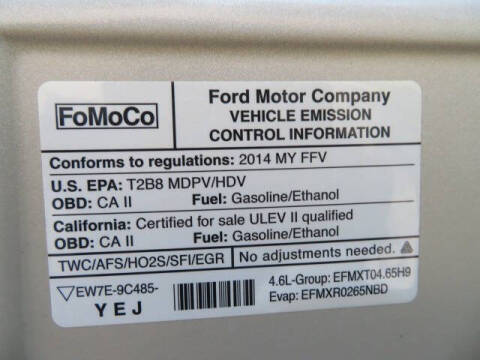 FoMoCo
Ford Motor Company
VEHICLE EMISSION
CONTROL INFORMATION
Conforms to regulations: 2014 MY FFV
U.S. EPA: T2B8 MDPV/HDV
OBD: CA II Fuel: Gasoline/Ethanol
California: Certified for sale ULEV II qualified
OBD: CA II Fuel: Gasoline/Ethanol
TWC/AFS/HO2S/SFI/EGR No adjustments needed.
EW7E-9C485-
YEJ
4.6L-Group: EFMXT04.65H9
Evap: EFMXR0265NBD